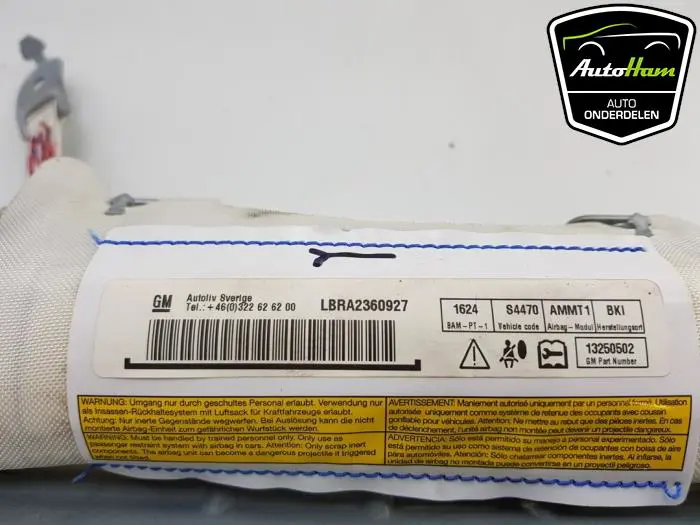 AutoHam
AUTO
ONDERDELEN
GM
Autoliv Sverige
Tel.: +46(0)322 62 62 00
LBRA2360927
1624
S4470
AMMT1
BKI
BAM-PT-1
Vehicle code
Airbag-Modul
Herstellungsort
13250502
GM Part Number
WARNUNG: Umgang nur durch geschultes Personal erlaubt. Verwendung nur
als Insassen-Rückhaltesystem mit Luftsack für Kraftfahrzeuge erlaubt.
Achtung: Nur inerte Gegenstände wegwerfen. Bei Auslösung kann die nicht
montierte Airbag-Einheit zum gefährlichen Wurfstück werden.
WARNING: Must be handled by trained personnel only. Only use as
passenger restraint system with airbag in cars. Attention: Only scrap inert
components. The airbag unit can become a dangerous projectile it triggered
when not fitted.
AVERTISSEMENT: Maniement autorisé uniquement par un personnel formé. Utilisation
autorisée uniquement comme système de retenue des occupants avec coussin
gonflable pour véhicules. Attention: Ne mettre au rebut que des pièces inertes. En cas
de déclenchement, hors airbag non montée peut devenir un projectile dangereux.
ADVERTENCIA: Sólo está permitido su manejo a personal experimentado. Sólo
está permitido su uso como sistema de retención de ocupantes con bolsa de aire
para automóviles. Atención: Sólo chatarrear componentes inertes. Al inflarse, la
unidad de airbag no montada puede convertirse en un proyectil peligroso.